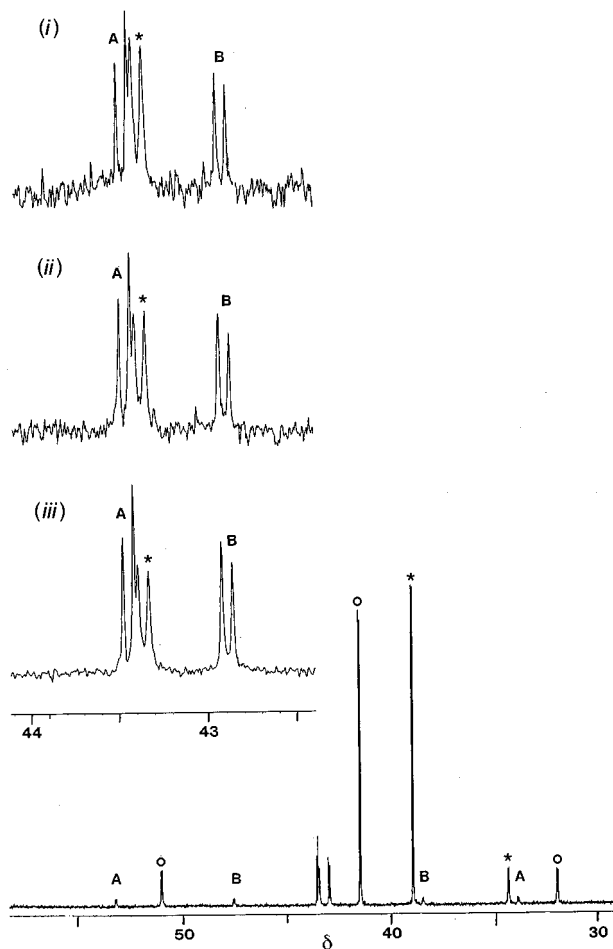 (i)
A * B
(ii)
A * B
(iii)
A * B
44 43
o *
A o B B * A o
50 40 30
δ